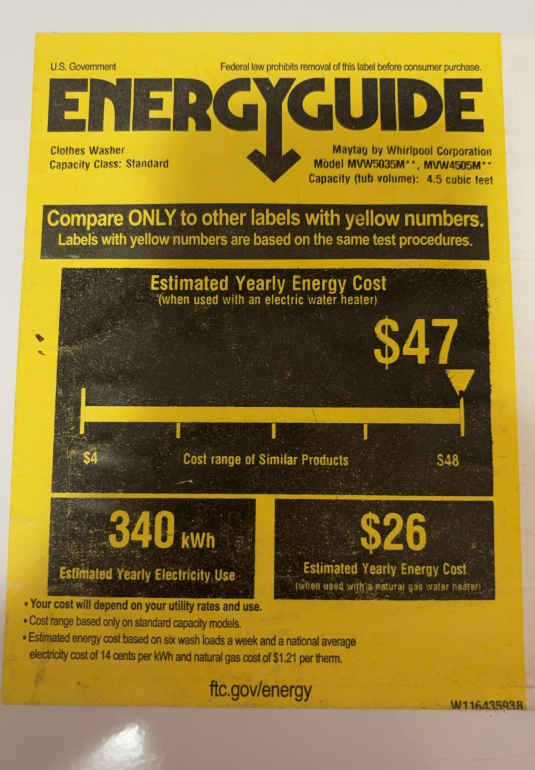 U.S. Government Federal law prohibits removal of this label before consumer purchase.
ENERGYGUIDE
Clothes Washer
Capacity Class: Standard
Maytag by Whirlpool Corporation
Model MVW5035M**, MVW4505M**
Capacity (tub volume): 4.5 cubic feet
Compare ONLY to other labels with yellow numbers.
Labels with yellow numbers are based on the same test procedures.
Estimated Yearly Energy Cost
(when used with an electric water heater)
$47
$4 Cost range of Similar Products $48
340 kWh
Estimated Yearly Electricity Use
$26
Estimated Yearly Energy Cost
(when used with a natural gas water heater)
• Your cost will depend on your utility rates and use.
• Cost range based only on standard capacity models.
• Estimated energy cost based on six wash loads a week and a national average
electricity cost of 14 cents per kWh and natural gas cost of $1.21 per therm.
ftc.gov/energy
W11643593B